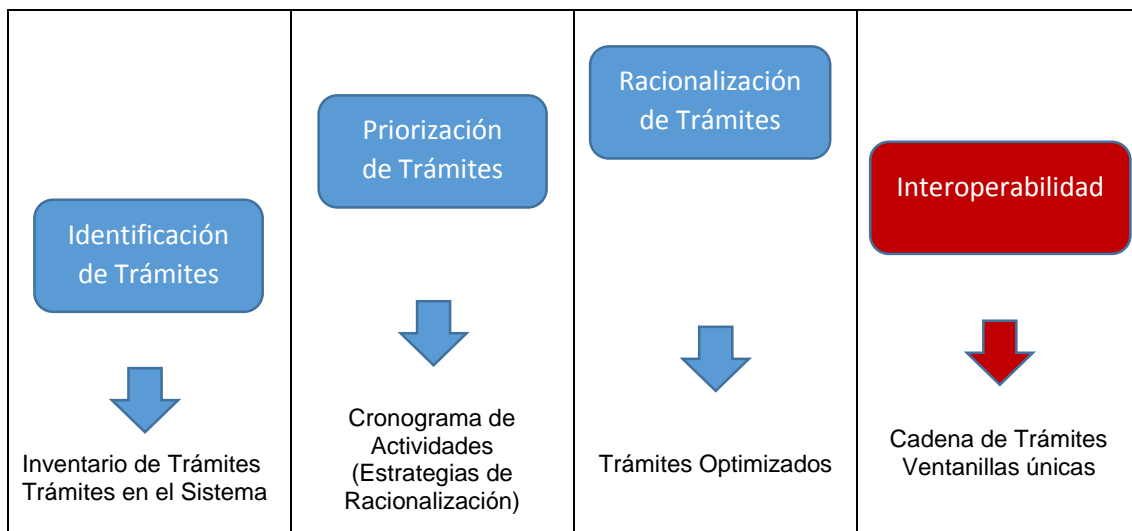 Identificación
de Trámites
Inventario de Trámites
Trámites en el Sistema
Priorización
de Trámites
Cronograma de
Actividades
(Estrategias de
Racionalización)
Racionalización
de Trámites
Trámites Optimizados
Interoperabilidad
Cadena de Trámites
Ventanillas únicas